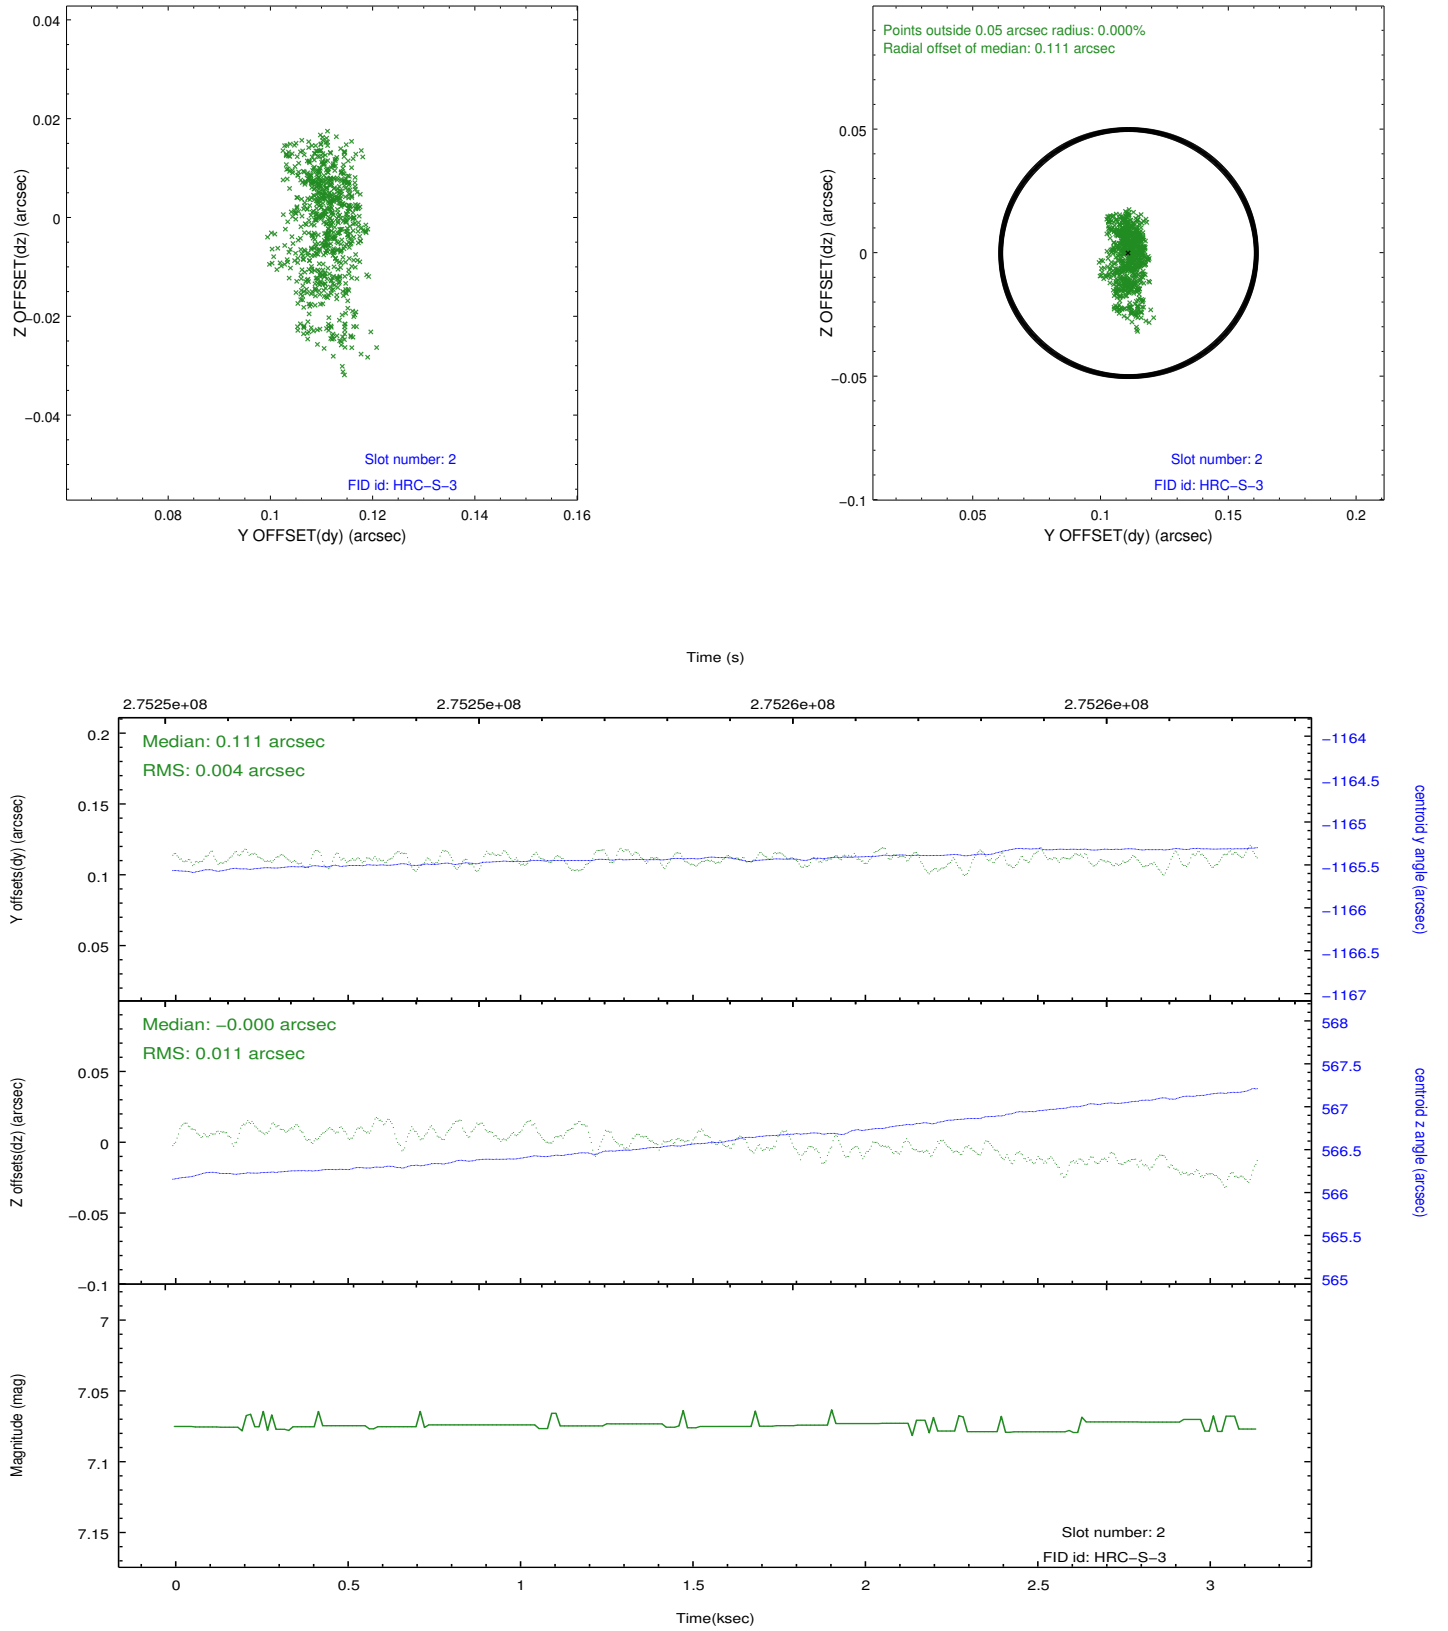 0.04
0.02
0
−0.02
−0.04
Z OFFSET(dz) (arcsec)
Slot number: 2
FID id: HRC−S−3
0.08
0.1
0.12
0.14
0.16
Y OFFSET(dy) (arcsec)
Points outside 0.05 arcsec radius: 0.000%
Radial offset of median: 0.111 arcsec
0.05
0
−0.05
−0.1
Z OFFSET(dz) (arcsec)
Slot number: 2
FID id: HRC−S−3
0.05
0.1
0.15
0.2
Y OFFSET(dy) (arcsec)
Time (s)
2.7525e+08
2.7525e+08
2.7526e+08
2.7526e+08
Median: 0.111 arcsec
RMS: 0.004 arcsec
0.2
0.15
0.1
0.05
Y offsets(dy) (arcsec)
−1164
−1164.5
−1165
−1165.5
−1166
−1166.5
−1167
centroid y angle (arcsec)
Median: −0.000 arcsec
RMS: 0.011 arcsec
0.05
0
−0.05
−0.1
Z offsets(dz) (arcsec)
568
567.5
567
566.5
566
565.5
565
centroid z angle (arcsec)
7
7.05
7.1
7.15
Magnitude (mag)
Slot number: 2
FID id: HRC−S−3
0
0.5
1
1.5
2
2.5
3
Time(ksec)